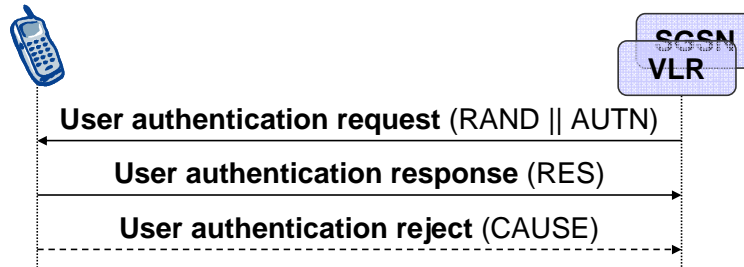 SGSN
VLR
User authentication request (RAND || AUTN)
User authentication response (RES)
User authentication reject (CAUSE)